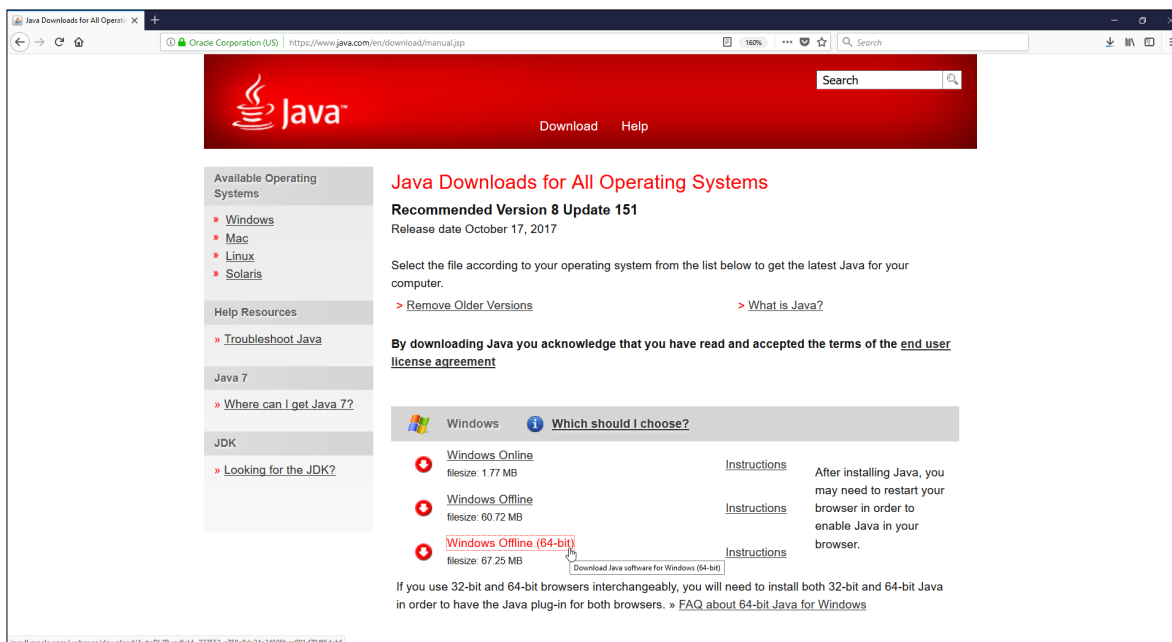 Java Downloads for All Operatin
Oracle Corporation (US) https://www.java.com/en/download/manual.jsp 160% Search
Search
Java™
Download Help
Available Operating
Systems
» Windows
» Mac
» Linux
» Solaris
Help Resources
» Troubleshoot Java
Java 7
» Where can I get Java 7?
JDK
» Looking for the JDK?
Java Downloads for All Operating Systems
Recommended Version 8 Update 151
Release date October 17, 2017
Select the file according to your operating system from the list below to get the latest Java for your
computer.
> Remove Older Versions > What is Java?
By downloading Java you acknowledge that you have read and accepted the terms of the end user
license agreement
Windows Which should I choose?
Windows Online
filesize: 1.77 MB
Instructions
Windows Offline
filesize: 60.72 MB
Instructions
Windows Offline (64-bit)
filesize: 67.25 MB
Instructions
Download Java software for Windows (64-bit)
After installing Java, you
may need to restart your
browser in order to
enable Java in your
browser.
If you use 32-bit and 64-bit browsers interchangeably, you will need to install both 32-bit and 64-bit Java
in order to have the Java plug-in for both browsers. » FAQ about 64-bit Java for Windows